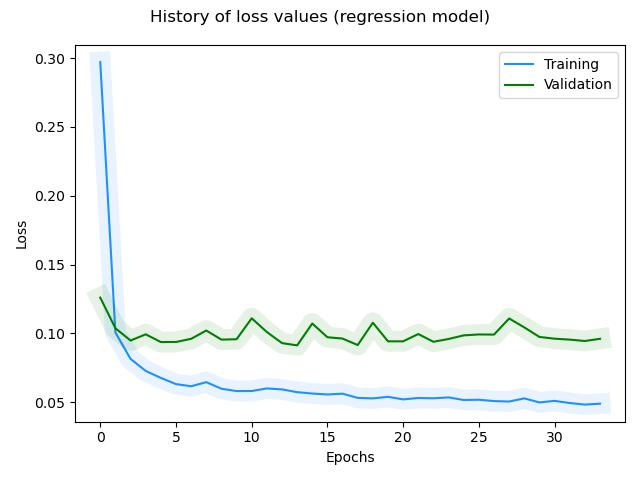 History of loss values (regression model)
Training
Validation
0.30
0.25
0.20
0.15
0.10
0.05
Loss
0 5 10 15 20 25 30
Epochs